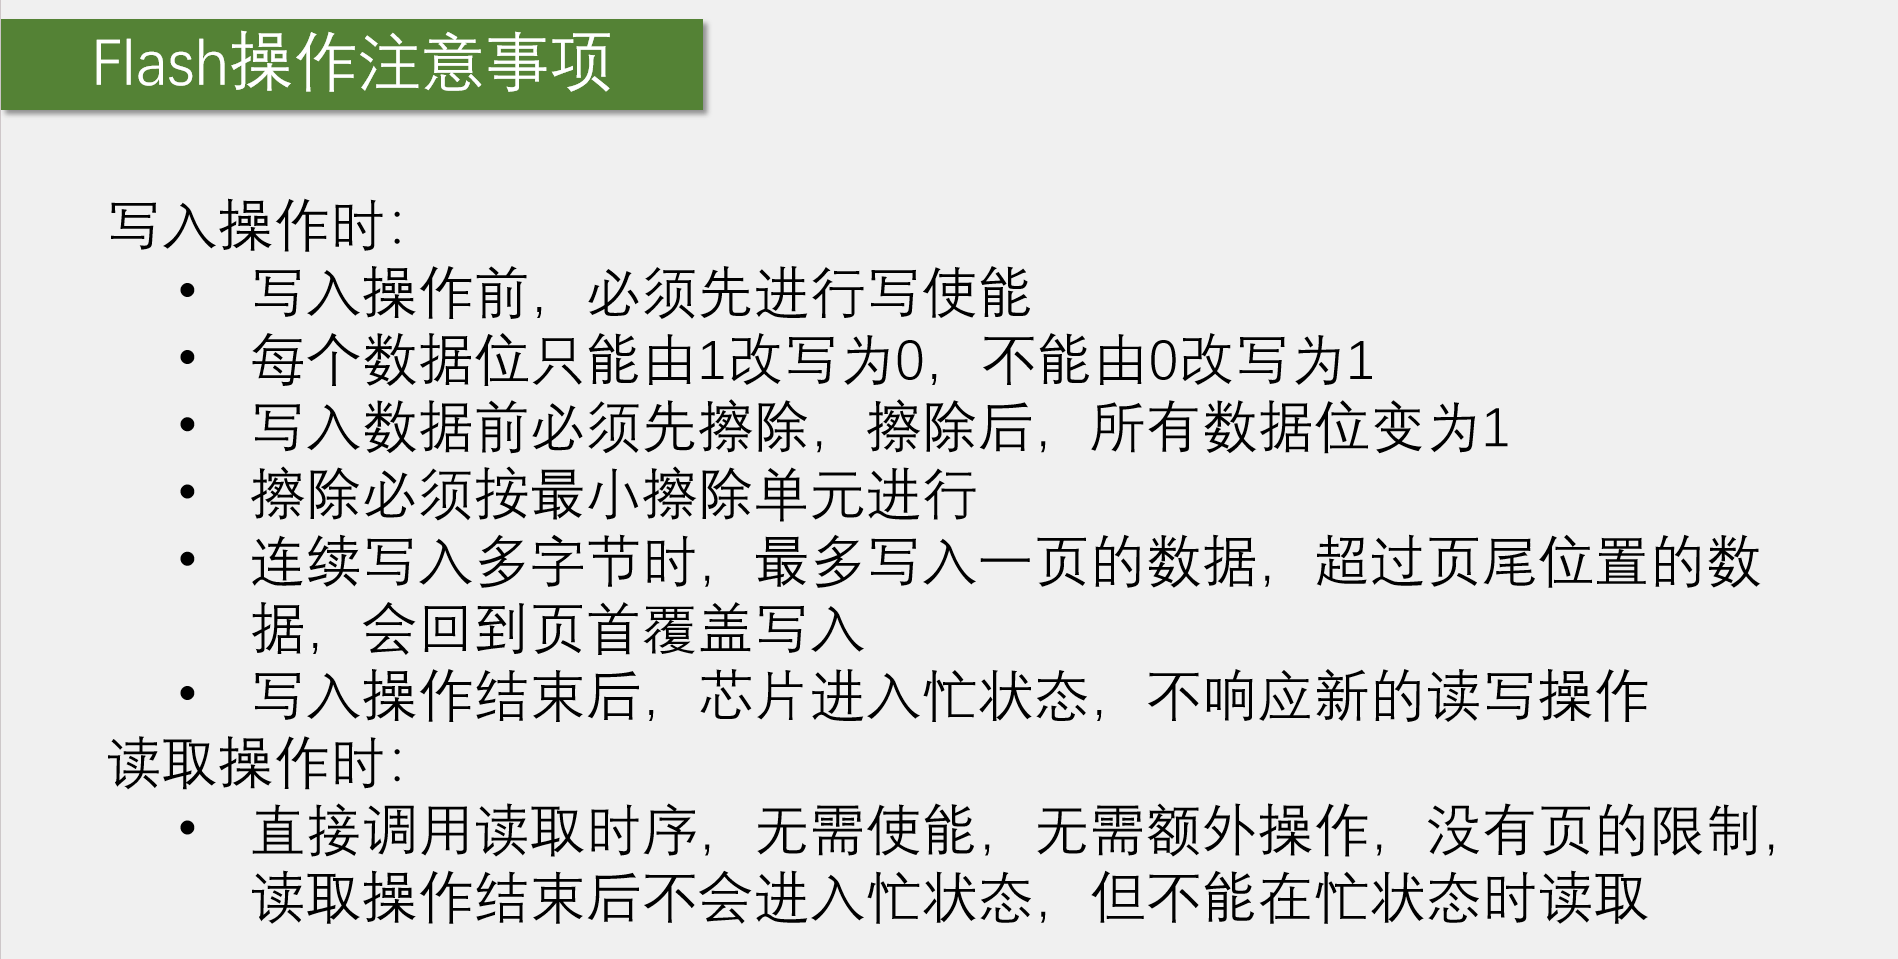 Flash操作注意事项
写入操作时：
• 写入操作前，必须先进行写使能
• 每个数据位只能由1改写为0，不能由0改写为1
• 写入数据前必须先擦除，擦除后，所有数据位变为1
• 擦除必须按最小擦除单元进行
• 连续写入多字节时，最多写入一页的数据，超过页尾位置的数
据，会回到页首覆盖写入
• 写入操作结束后，芯片进入忙状态，不响应新的读写操作
读取操作时：
• 直接调用读取时序，无需使能，无需额外操作，没有页的限制，
读取操作结束后不会进入忙状态，但不能在忙状态时读取